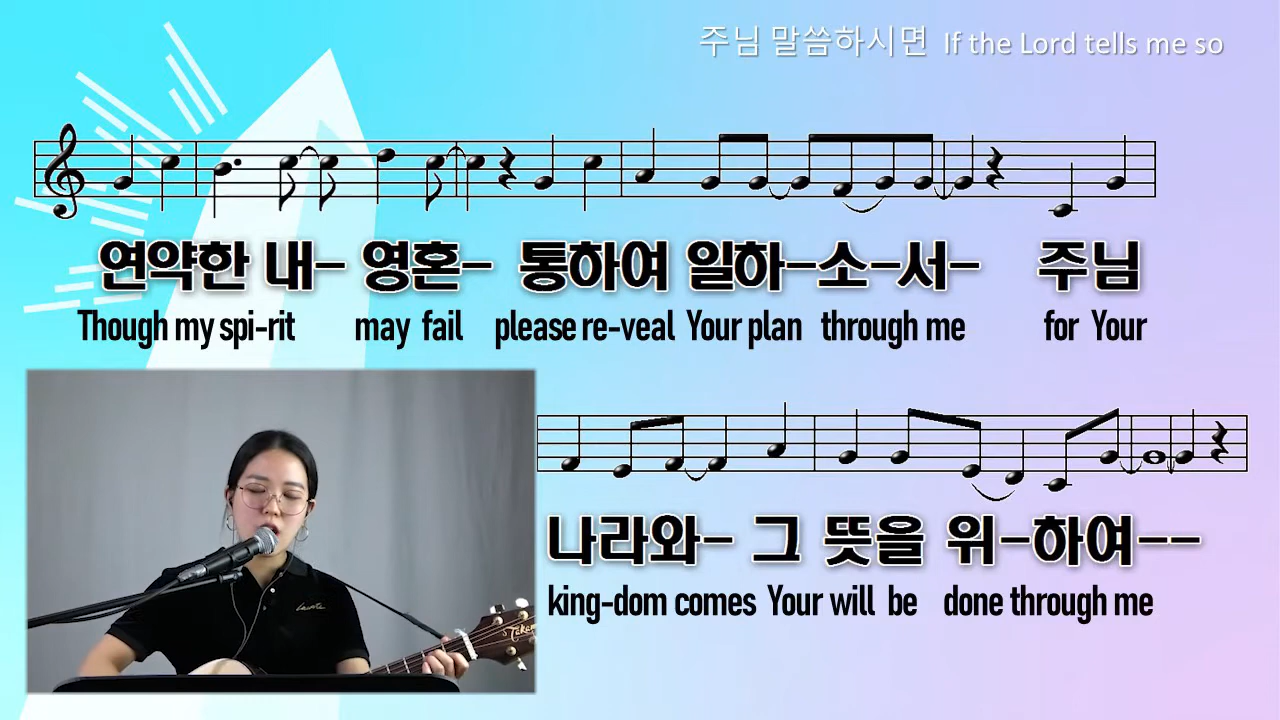 주님 말씀하시면 If the Lord tells me so
연약한 내- 영혼- 통하여 일하-소-서- 주님
Though my spi-rit may fail please re-veal Your plan through me for Your
나라와- 그 뜻을 위-하여--
king-dom comes Your will be done through me